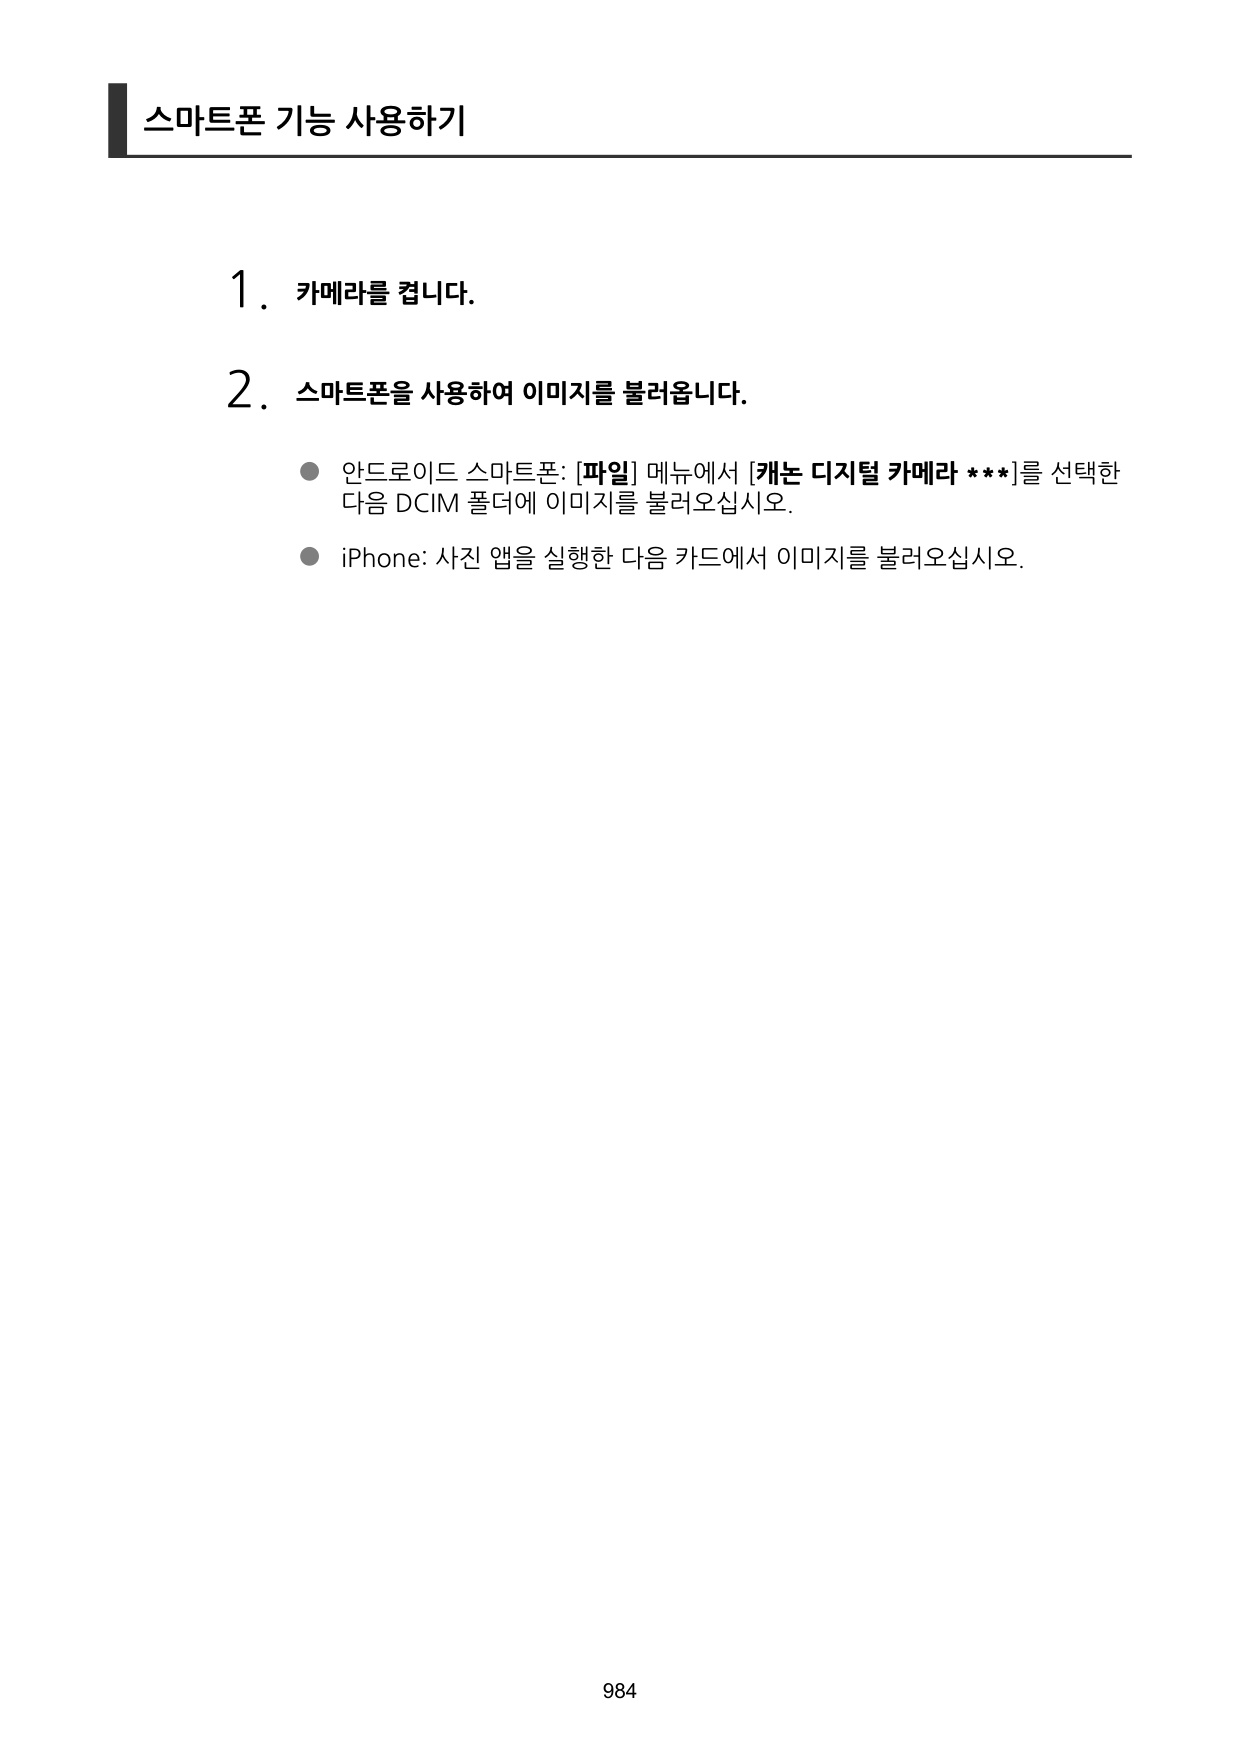 스마트폰 기능 사용하기
1. 카메라를 켭니다.
2. 스마트폰을 사용하여 이미지를 불러옵니다.
● 안드로이드 스마트폰: [파일] 메뉴에서 [캐논 디지털 카메라 ***]를 선택한
다음 DCIM 폴더에 이미지를 불러오십시오.
● iPhone: 사진 앱을 실행한 다음 카드에서 이미지를 불러오십시오.
984